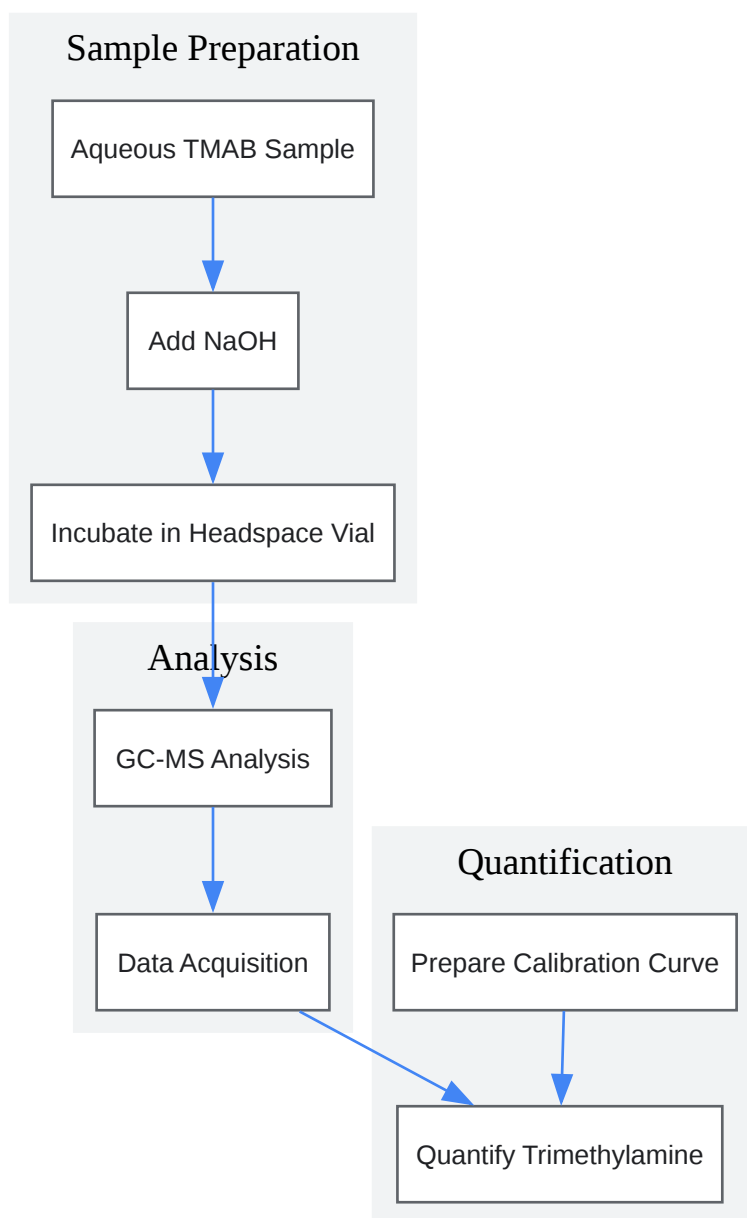 Sample Preparation
Aqueous TMAB Sample
Add NaOH
Incubate in Headspace Vial
Analysis
GC-MS Analysis
Data Acquisition
Quantification
Prepare Calibration Curve
Quantify Trimethylamine